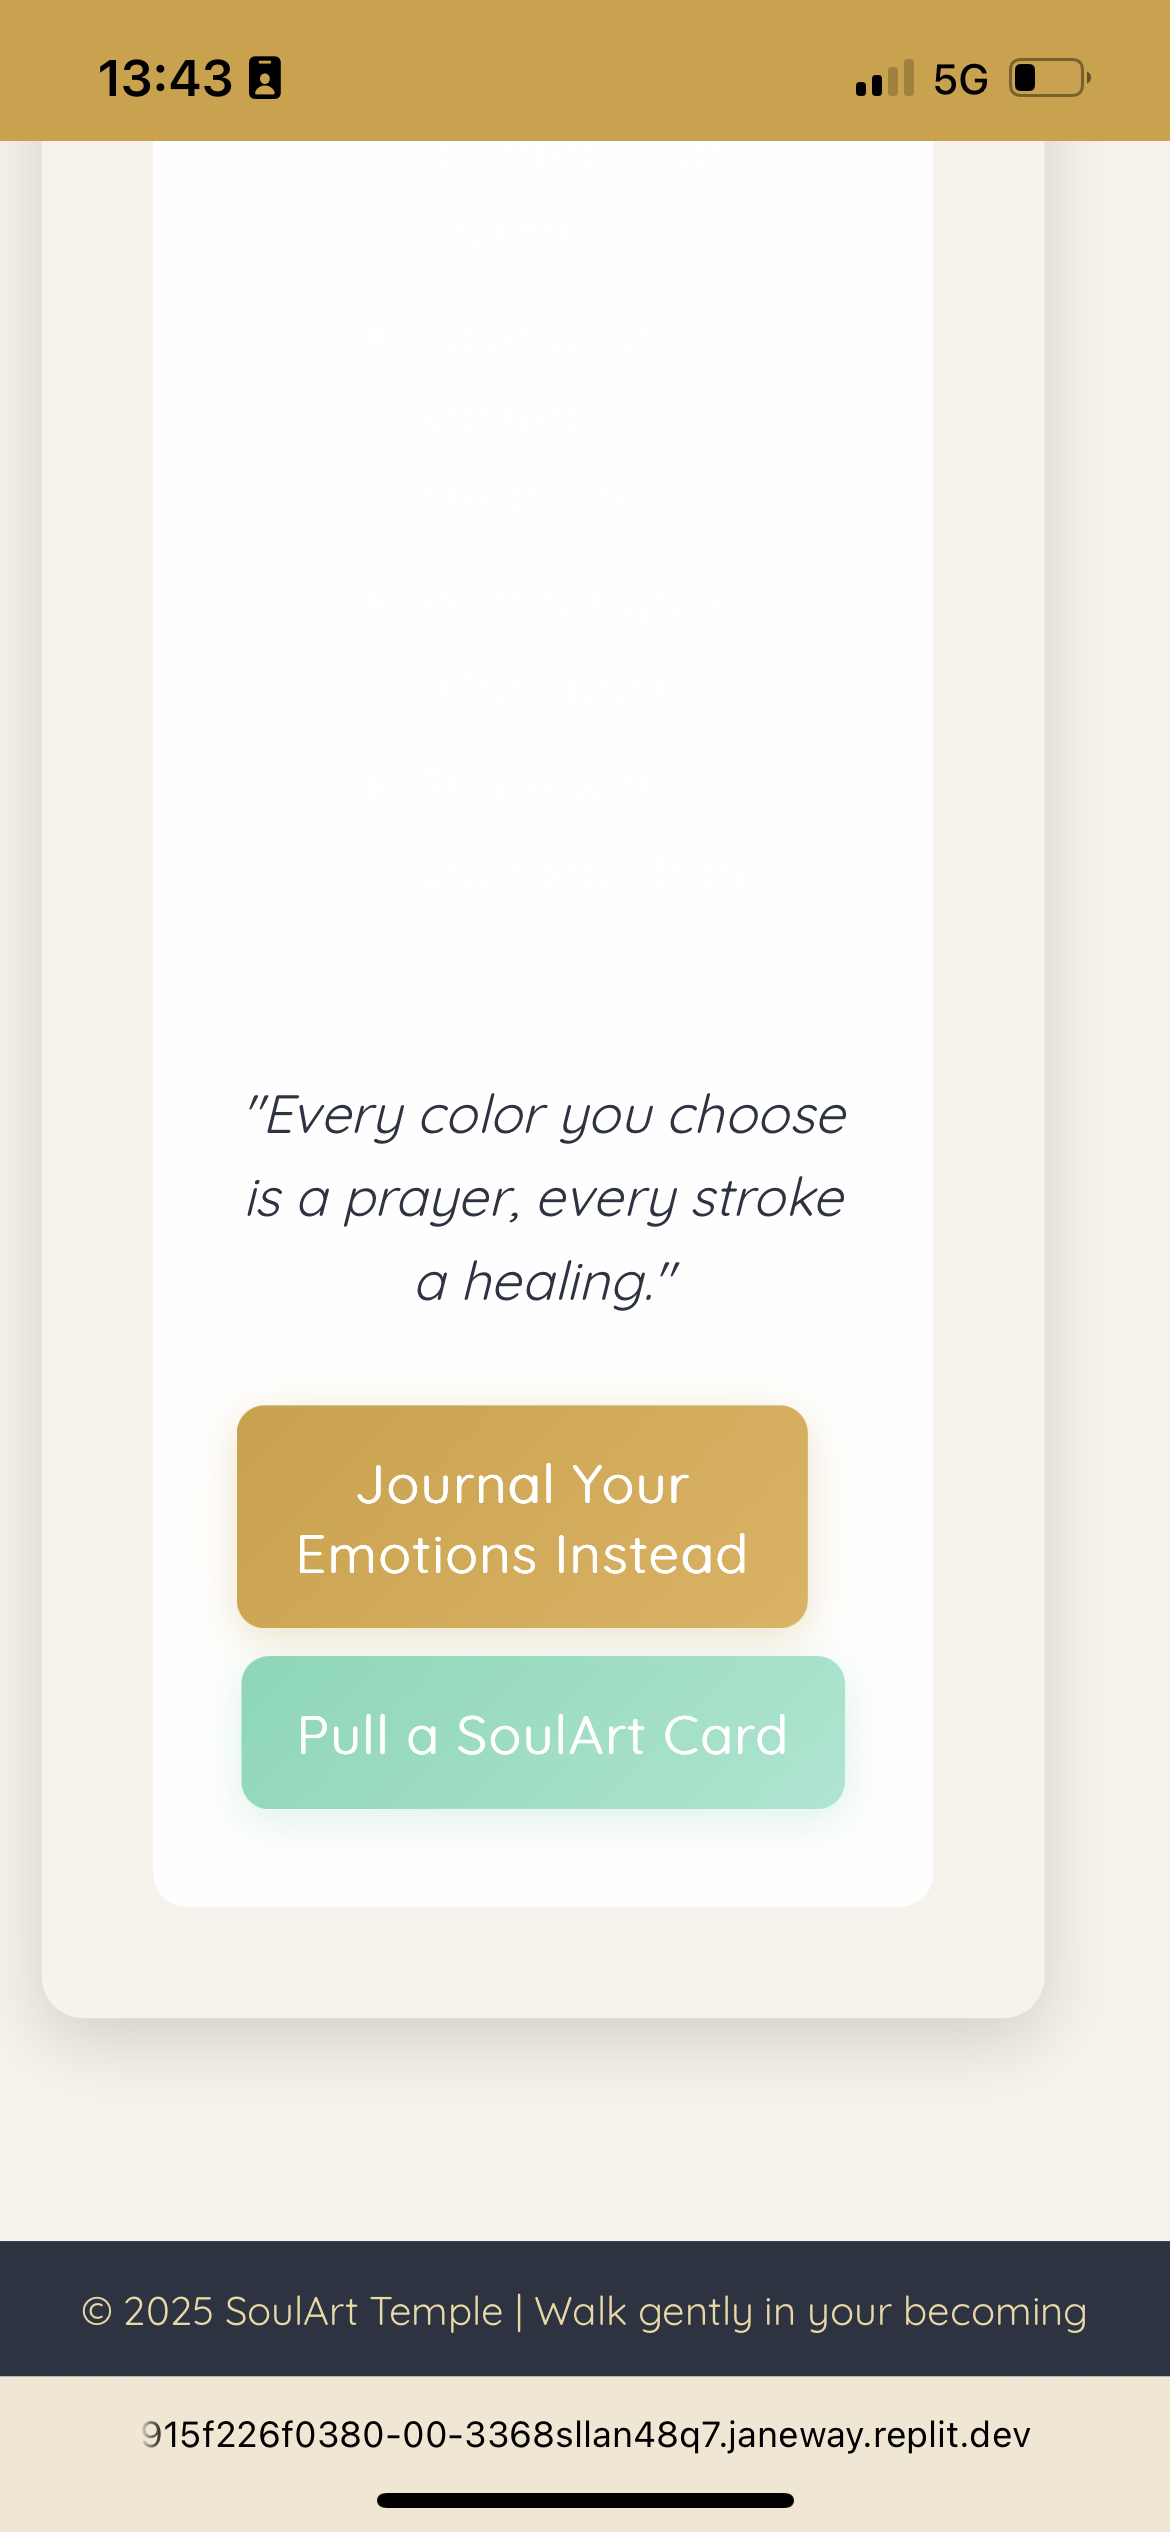 13:43
5G
"Every color you choose
is a prayer, every stroke
a healing."
Journal Your
Emotions Instead
Pull a SoulArt Card
© 2025 SoulArt Temple | Walk gently in your becoming
915f226f0380-00-3368sllan48q7.janeway.replit.dev